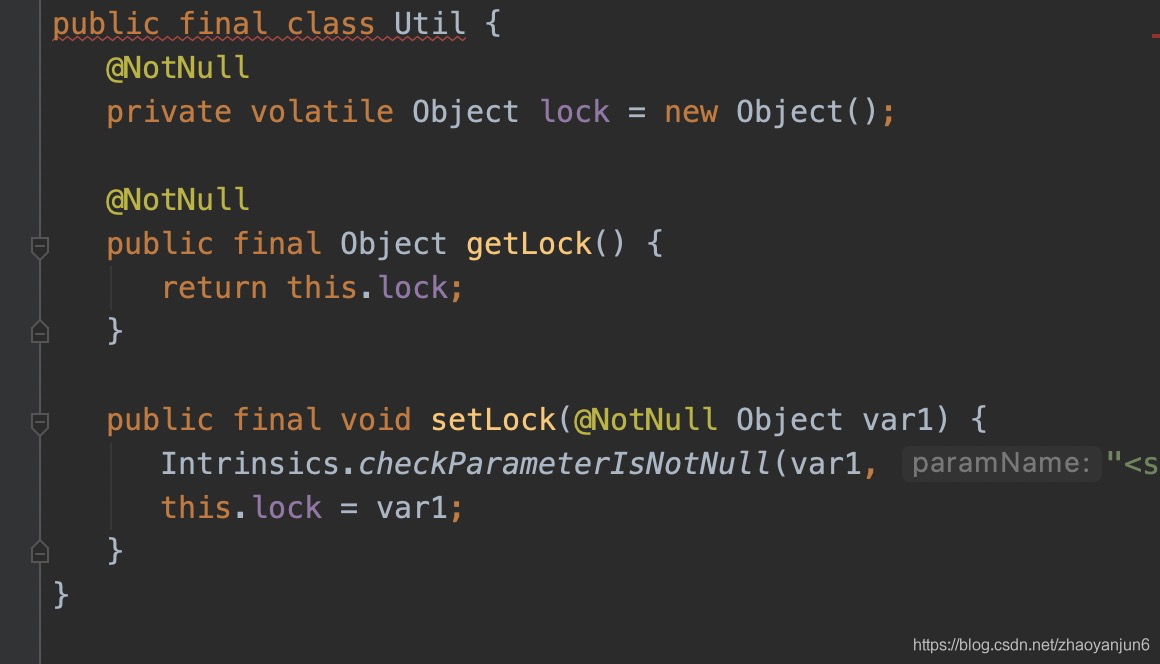 public final class Util {
@NotNull
private volatile Object lock = new Object();
@NotNull
public final Object getLock() {
return this.lock;
}
public final void setLock(@NotNull Object var1) {
Intrinsics.checkParameterIsNotNull(var1, paramName: "<s
this.lock = var1;
}
}
https://blog.csdn.net/zhaoyanjun6